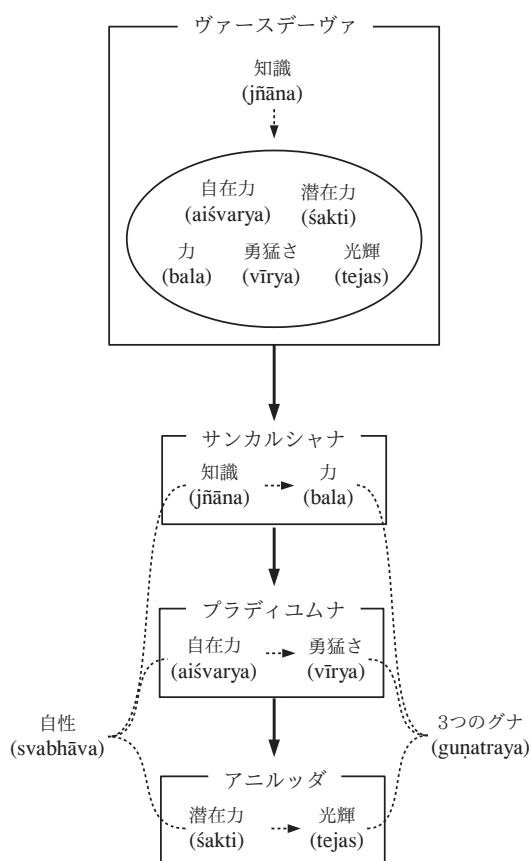 ヴァースデーヴァ
知識
(jñāna)
自在力
(aiśvarya)
潜在力
(śakti)
力
(bala)
勇猛さ
(vīrya)
光輝
(tejas)
サンカルシャナ
知識
(jñāna)
力
(bala)
プラディユムナ
自在力
(aiśvarya)
勇猛さ
(vīrya)
自性
(svabhāva)
3つのグナ
(guṇatraya)
アニルッダ
潜在力
(śakti)
光輝
(tejas)